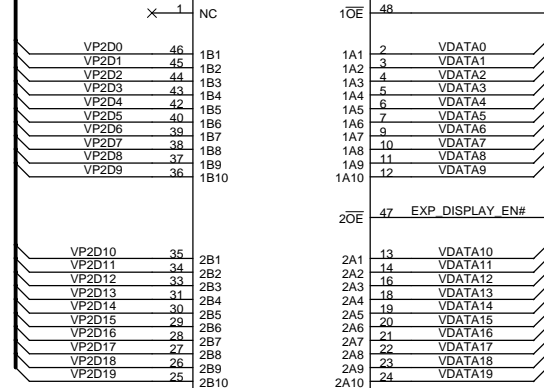 1 NC 1OE 48
VP2D0 46 1B1 1A1 2 VDATA0
VP2D1 45 1B2 1A2 3 VDATA1
VP2D2 44 1B3 1A3 4 VDATA2
VP2D3 43 1B4 1A4 5 VDATA3
VP2D4 42 1B5 1A5 6 VDATA4
VP2D5 40 1B6 1A6 7 VDATA5
VP2D6 39 1B7 1A7 9 VDATA6
VP2D7 38 1B8 1A8 10 VDATA7
VP2D8 37 1B9 1A9 11 VDATA8
VP2D9 36 1B10 1A10 12 VDATA9
2OE 47 EXP_DISPLAY_EN#
VP2D10 35 2B1 2A1 13 VDATA10
VP2D11 34 2B2 2A2 14 VDATA11
VP2D12 33 2B3 2A3 16 VDATA12
VP2D13 31 2B4 2A4 18 VDATA13
VP2D14 30 2B5 2A5 19 VDATA14
VP2D15 29 2B6 2A6 20 VDATA15
VP2D16 28 2B7 2A7 21 VDATA16
VP2D17 27 2B8 2A8 22 VDATA17
VP2D18 26 2B9 2A9 23 VDATA18
VP2D19 25 2B10 2A10 24 VDATA19